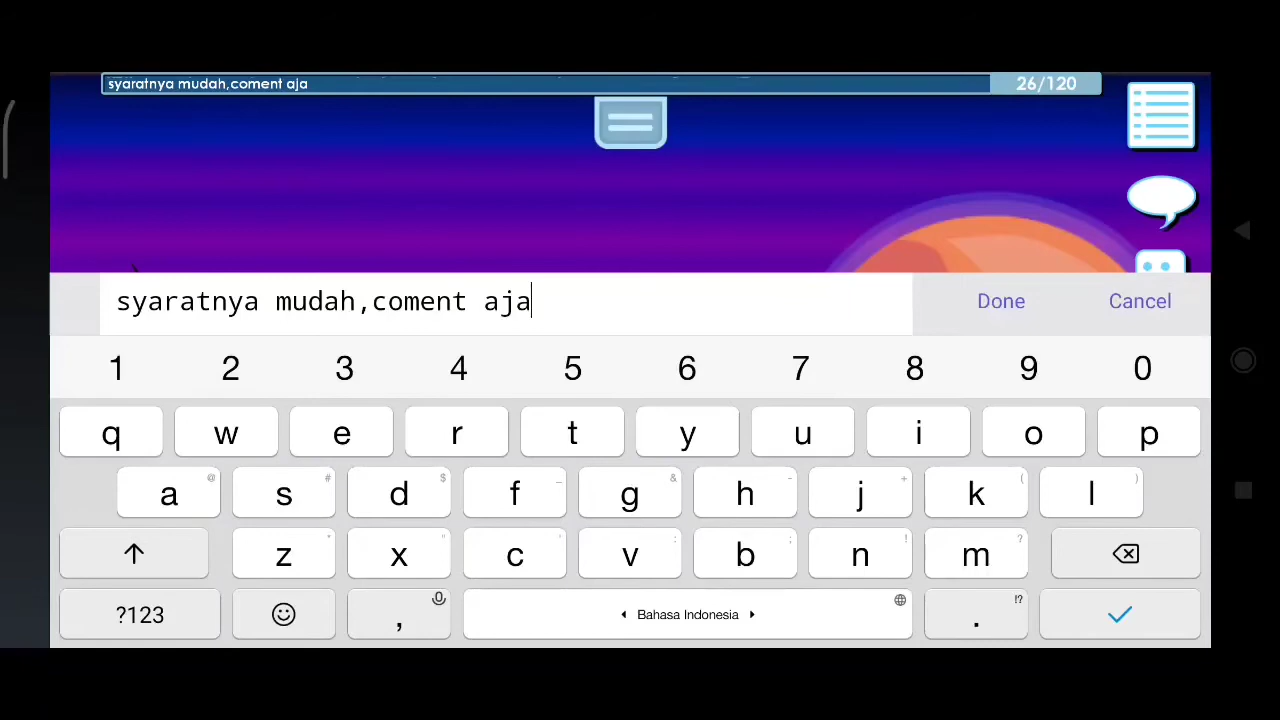 syaratnya mudah,coment aja 26/120
syaratnya mudah,coment aja Done Cancel
1 2 3 4 5 6 7 8 9 0
q w e r t y u i o p
@ # $ _ & - + ( )
a s d f g h j k l
* " ' : ; ! ?
z x c v b n m
?123 , Bahasa Indonesia . !?